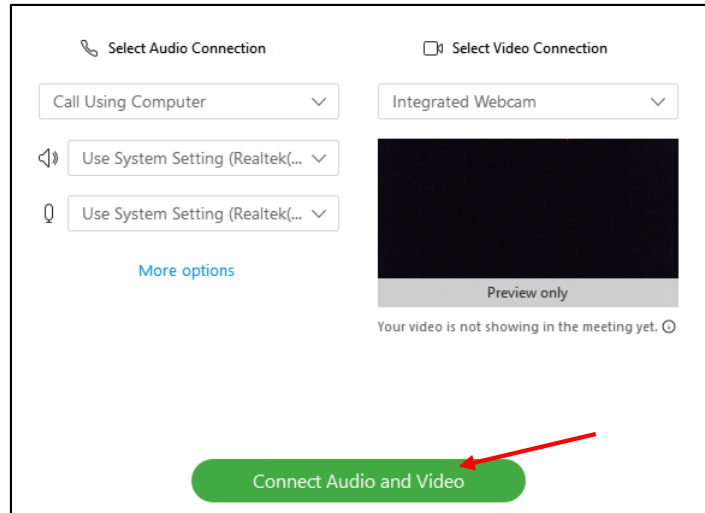 Select Audio Connection
Select Video Connection
Call Using Computer
Integrated Webcam
Use System Setting (Realtek(...
Use System Setting (Realtek(...
More options
Preview only
Your video is not showing in the meeting yet.
Connect Audio and Video